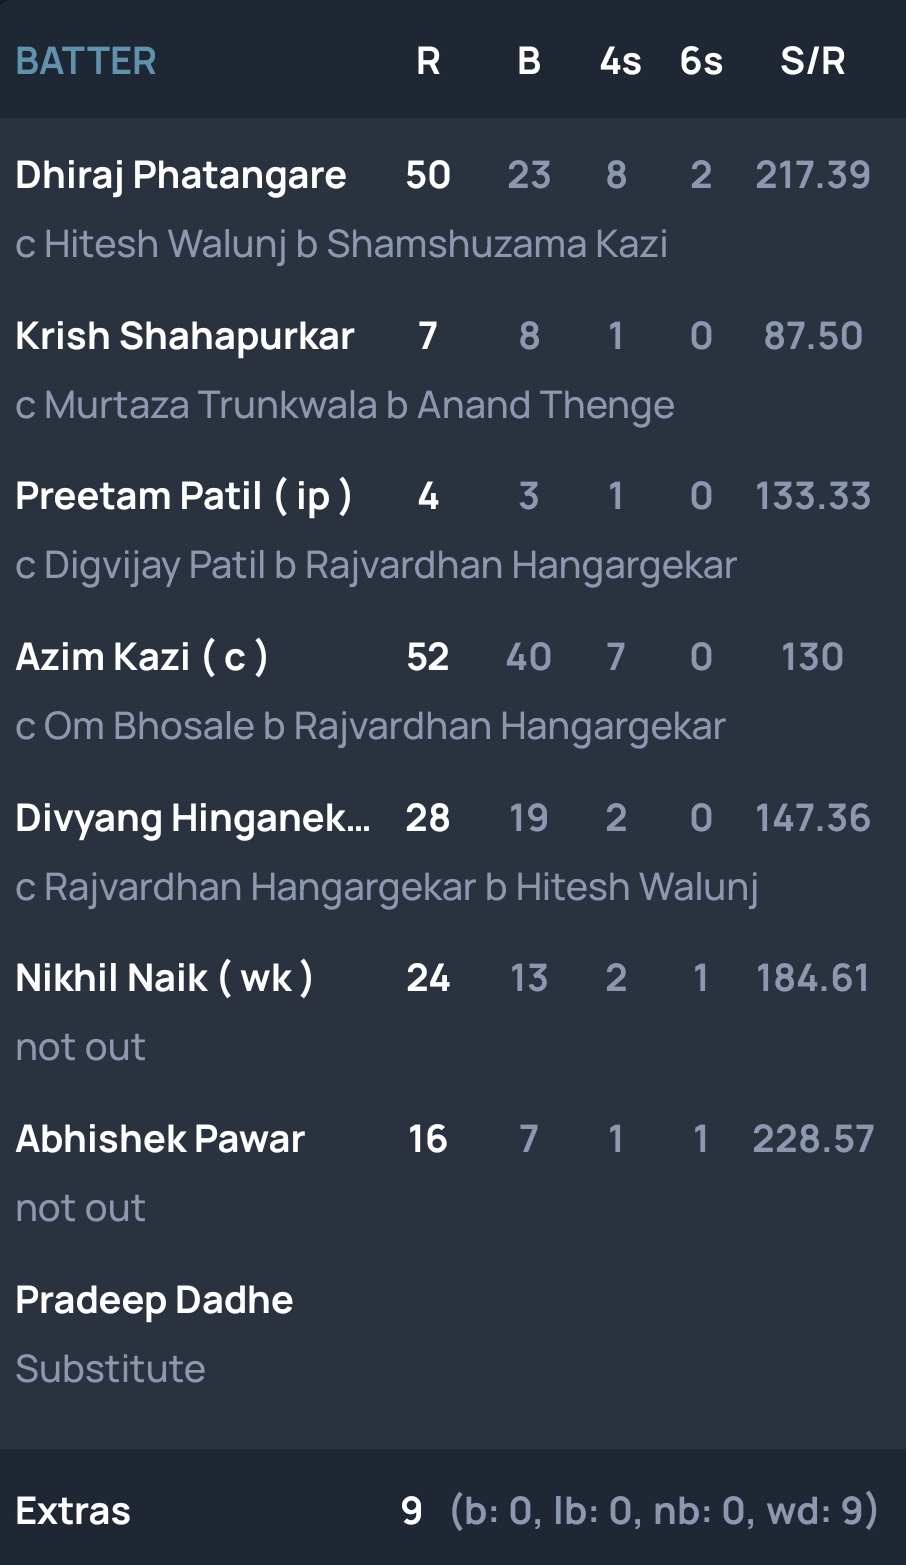 BATTER R B 4s 6s S/R
Dhiraj Phatangare 50 23 8 2 217.39
c Hitesh Walunj b Shamshuzama Kazi
Krish Shahapurkar 7 8 1 0 87.50
c Murtaza Trunkwala b Anand Thenge
Preetam Patil ( ip ) 4 3 1 0 133.33
c Digvijay Patil b Rajvardhan Hangargekar
Azim Kazi ( c ) 52 40 7 0 130
c Om Bhosale b Rajvardhan Hangargekar
Divyang Hinganek... 28 19 2 0 147.36
c Rajvardhan Hangargekar b Hitesh Walunj
Nikhil Naik ( wk ) 24 13 2 1 184.61
not out
Abhishek Pawar 16 7 1 1 228.57
not out
Pradeep Dadhe
Substitute
Extras 9 (b: 0, lb: 0, nb: 0, wd: 9)